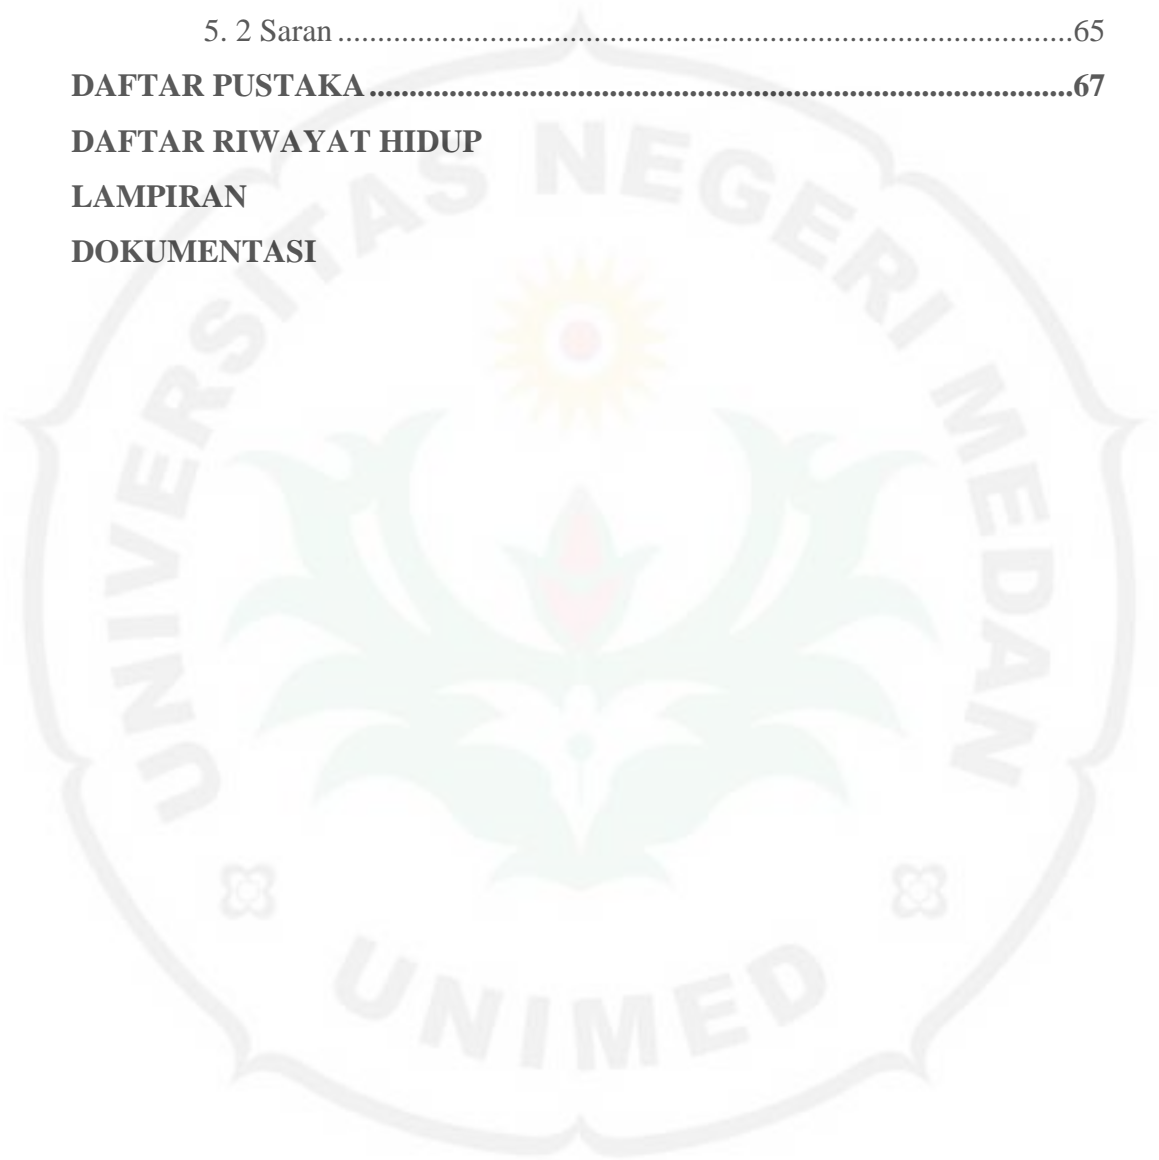 5. 2 Saran ..........................................................................................65
DAFTAR PUSTAKA......................................................................................67
DAFTAR RIWAYAT HIDUP
LAMPIRAN
DOKUMENTASI
UNIVERSITAS NEGERI MEDAN
UNIMED